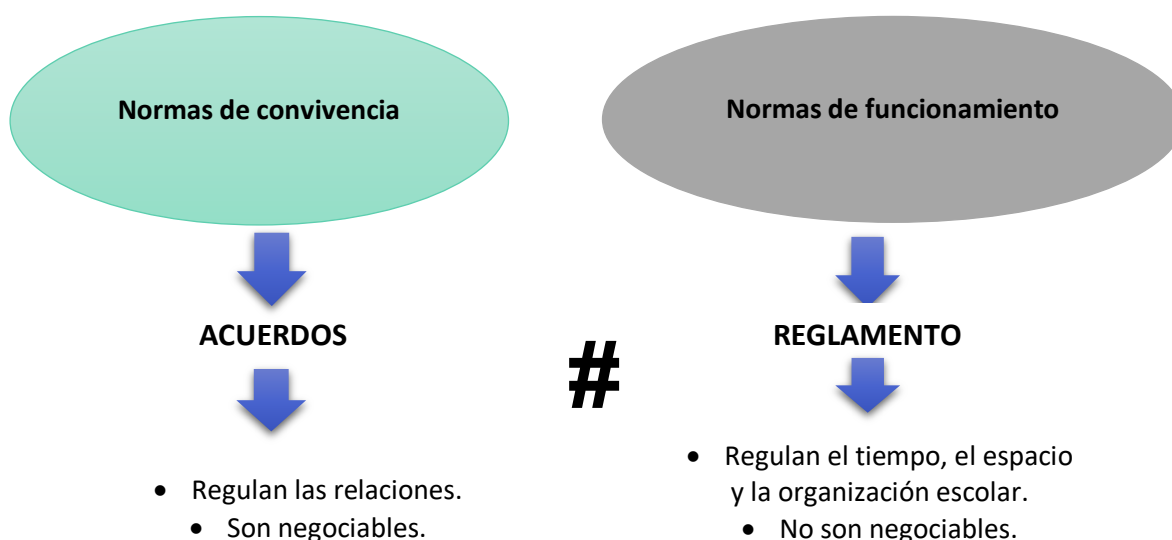 Normas de convivencia
ACUERDOS
• Regulan las relaciones.
• Son negociables.
#
Normas de funcionamiento
REGLAMENTO
• Regulan el tiempo, el espacio
y la organización escolar.
• No son negociables.